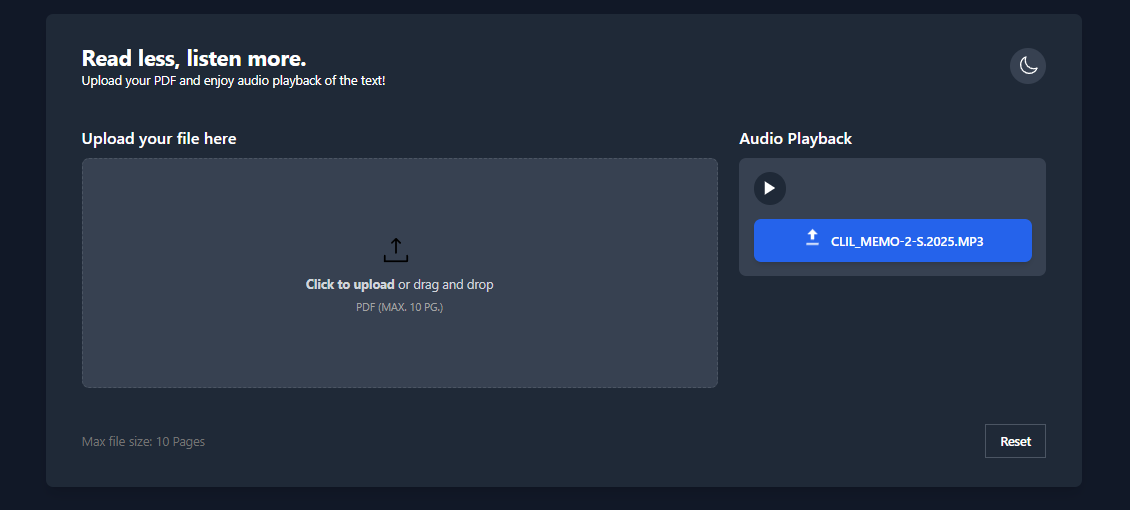 Read less, listen more.
Upload your PDF and enjoy audio playback of the text!
Upload your file here
Click to upload or drag and drop
PDF (MAX. 10 PG.)
Audio Playback
CLIL_MEMO-2-S.2025.MP3
Max file size: 10 Pages
Reset